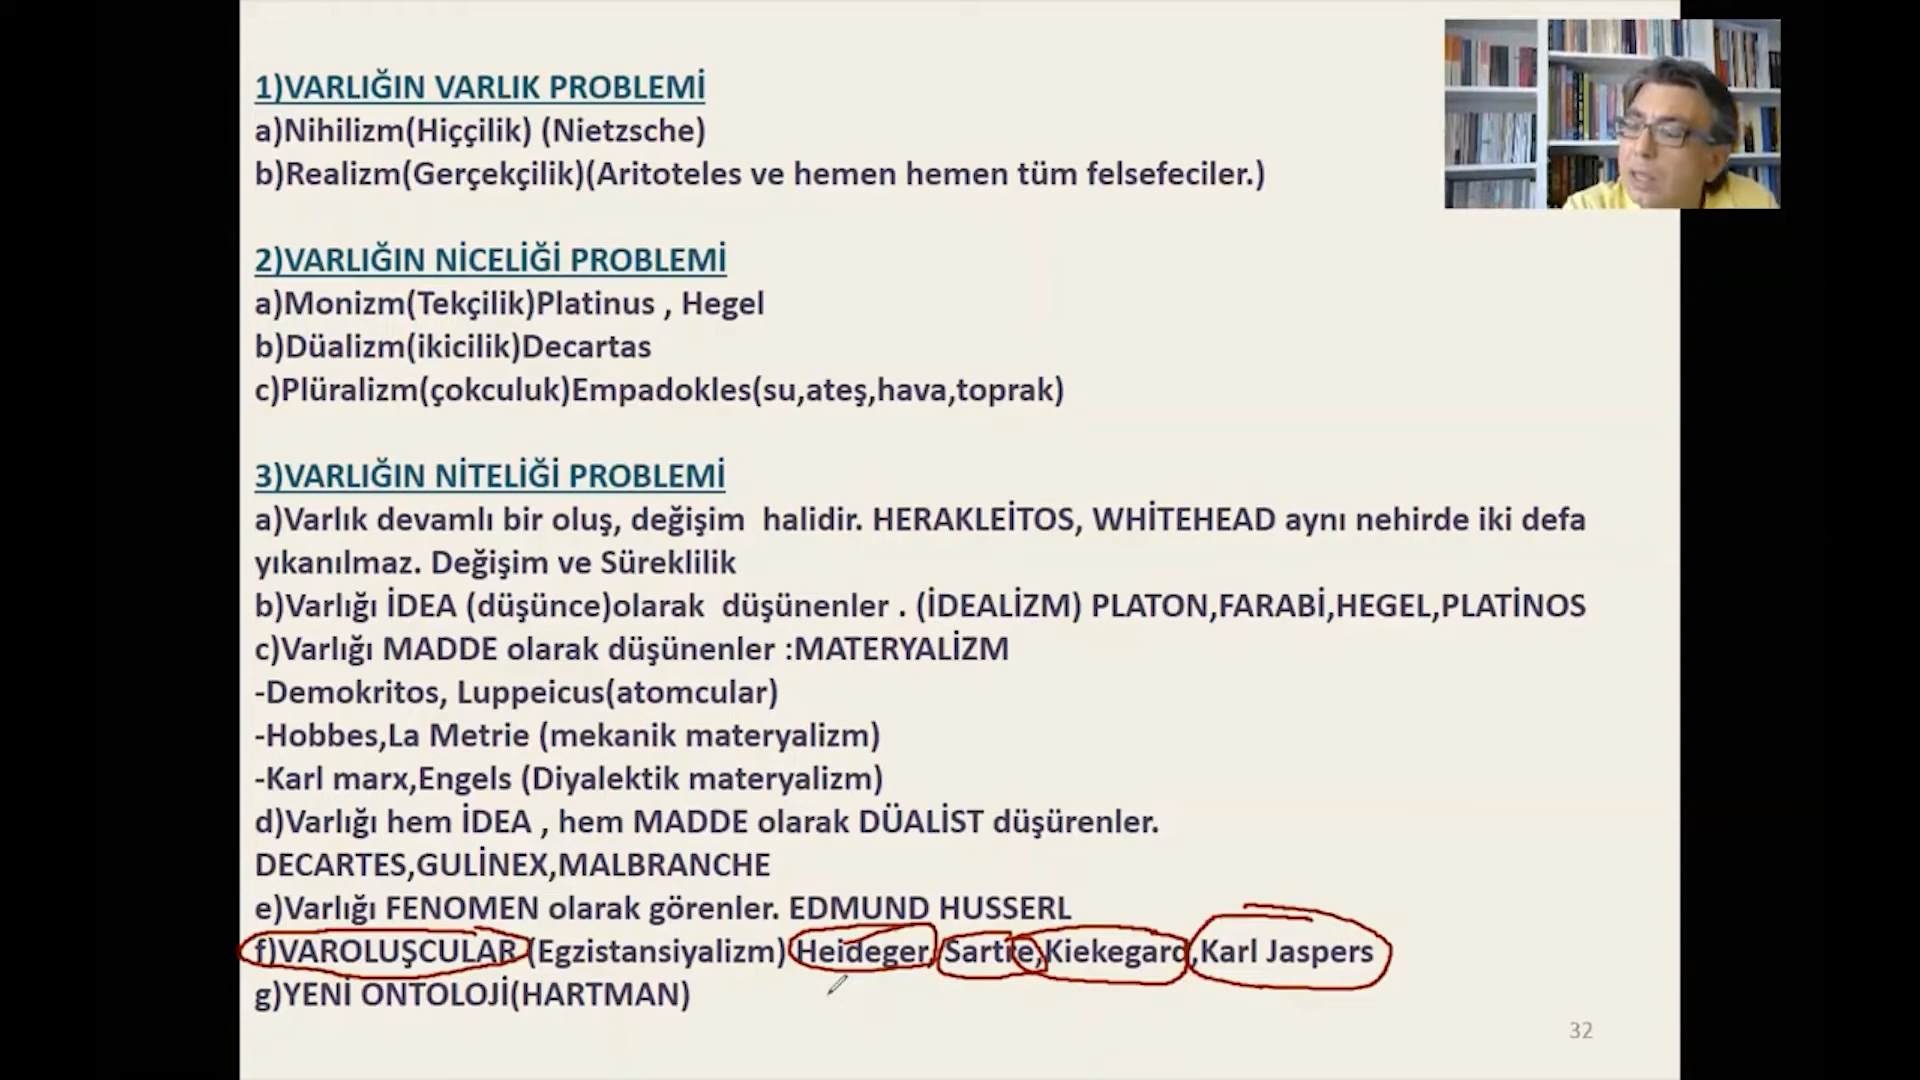 1)VARLIĞIN VARLIK PROBLEMİ
a)Nihilizm(Hiççilik) (Nietzsche)
b)Realizm(Gerçekçilik)(Aritoteles ve hemen hemen tüm felsefeciler.)
2)VARLIĞIN NİCELİĞİ PROBLEMİ
a)Monizm(Tekçilik)Platinus , Hegel
b)Düalizm(ikicilik)Decartas
c)Plüralizm(çokculuk)Empadokles(su,ateş,hava,toprak)
3)VARLIĞIN NİTELİĞİ PROBLEMİ
a)Varlık devamlı bir oluş, değişim  halidir. HERAKLEİTOS, WHİTEHEAD aynı nehirde iki defa
yıkanılmaz. Değişim ve Süreklilik
b)Varlığı İDEA (düşünce)olarak  düşünenler . (İDEALİZM) PLATON,FARABİ,HEGEL,PLATİNOS
c)Varlığı MADDE olarak düşünenler :MATERYALİZM
-Demokritos, Luppeicus(atomcular)
-Hobbes,La Metrie (mekanik materyalizm)
-Karl marx,Engels (Diyalektik materyalizm)
d)Varlığı hem İDEA , hem MADDE olarak DÜALİST düşürenler.
DECARTES,GULİNEX,MALBRANCHE
e)Varlığı FENOMEN olarak görenler. EDMUND HUSSERL
f)VAROLUŞCULAR (Egzistansiyalizm) Heideger, Sartre,Kiekegard,Karl Jaspers
g)YENİ ONTOLOJİ(HARTMAN)
32